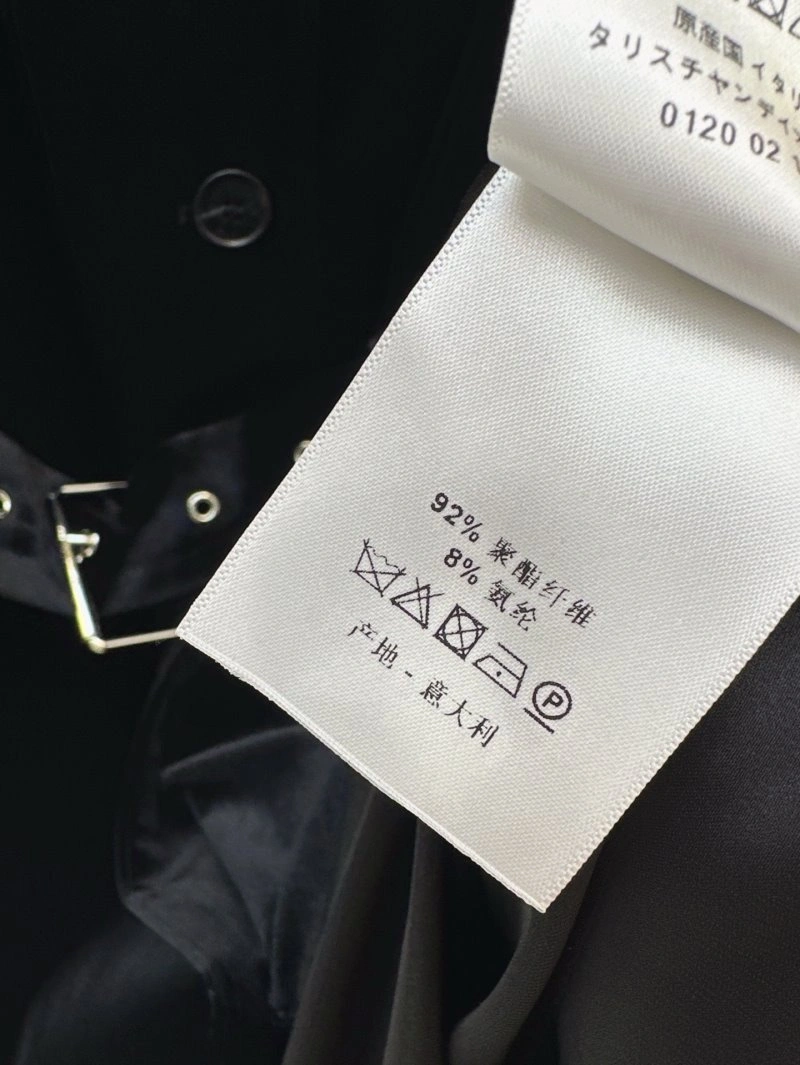 原産国 イタリ
タリスチャンディオ
0120 02
92% 聚酯纤维
8% 氨纶
P
产地 - 意大利